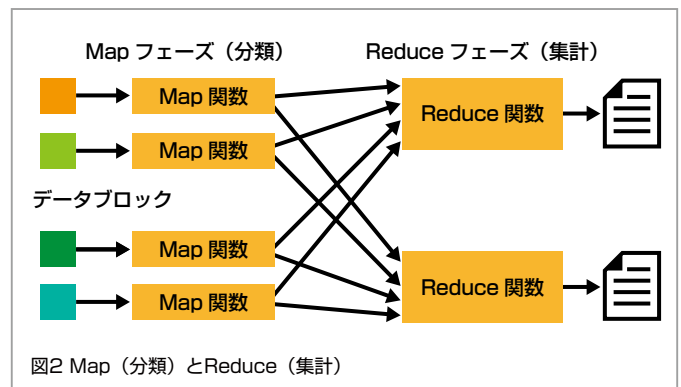 Map フェーズ（分類）
Reduce フェーズ（集計）
Map 関数
Map 関数
データブロック
Map 関数
Map 関数
Reduce 関数
Reduce 関数
図2 Map（分類）とReduce（集計）